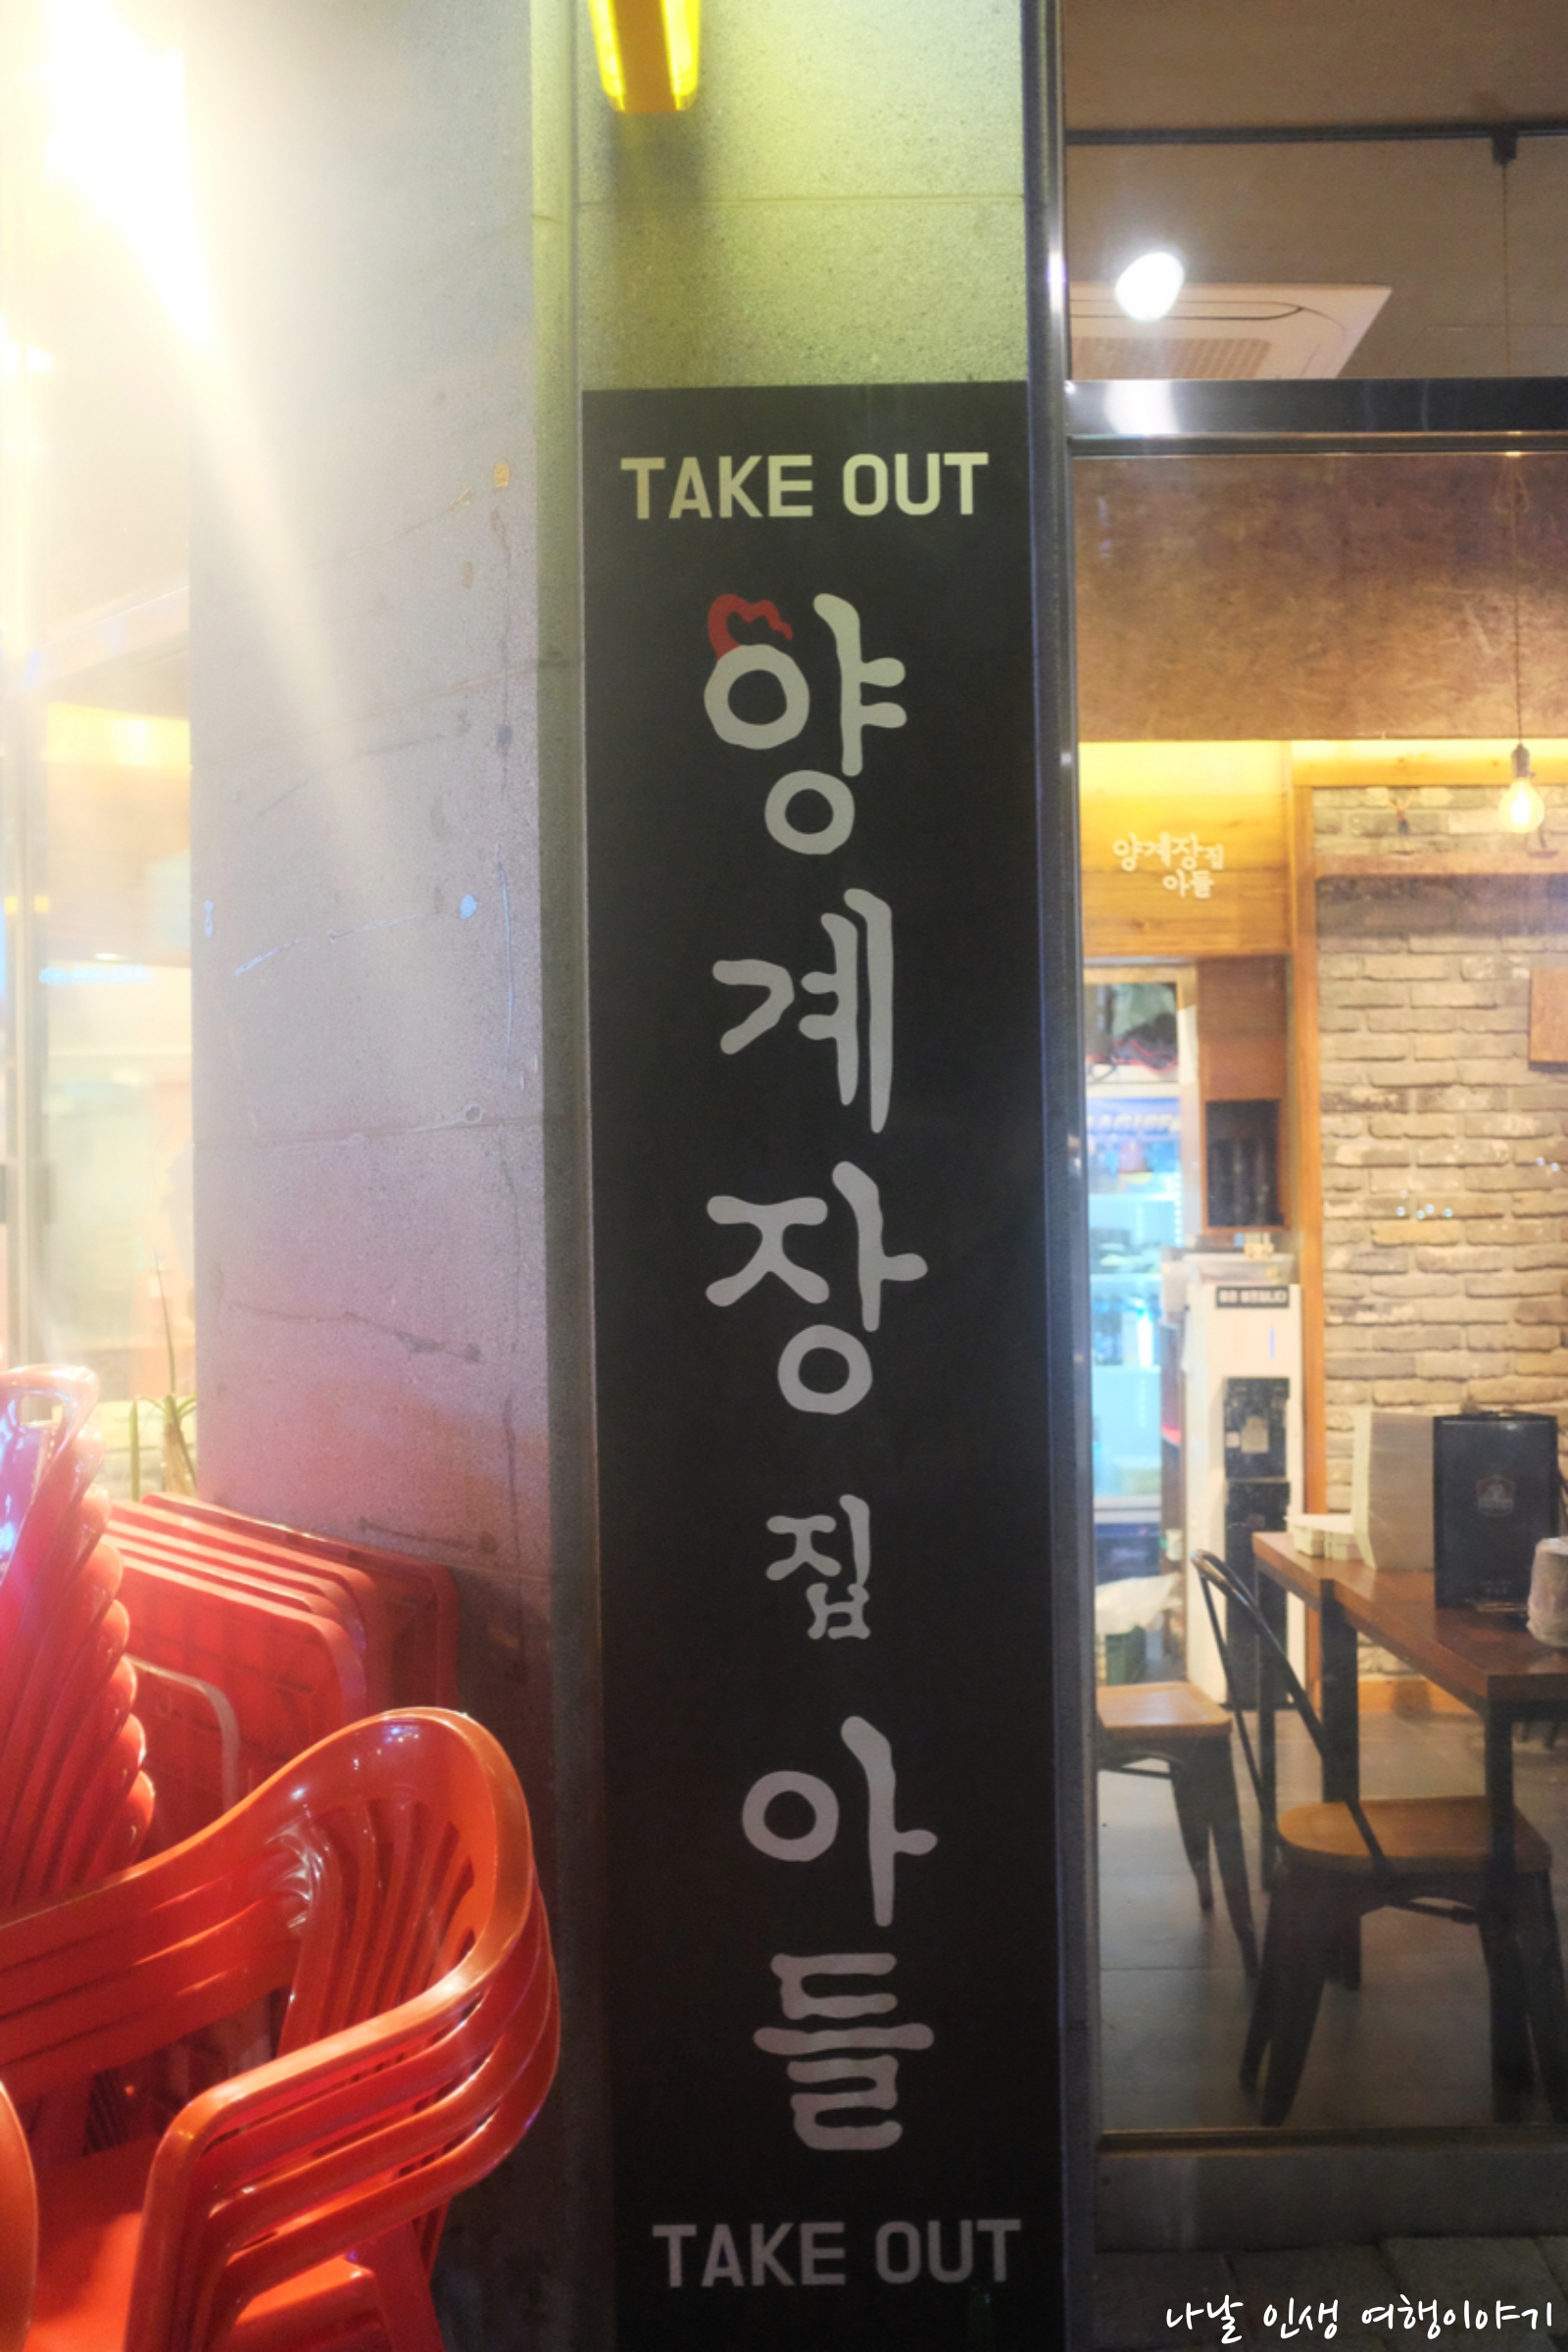 TAKE OUT
양계장집아들
TAKE OUT
양계장집
아들
나날 인생 여행이야기